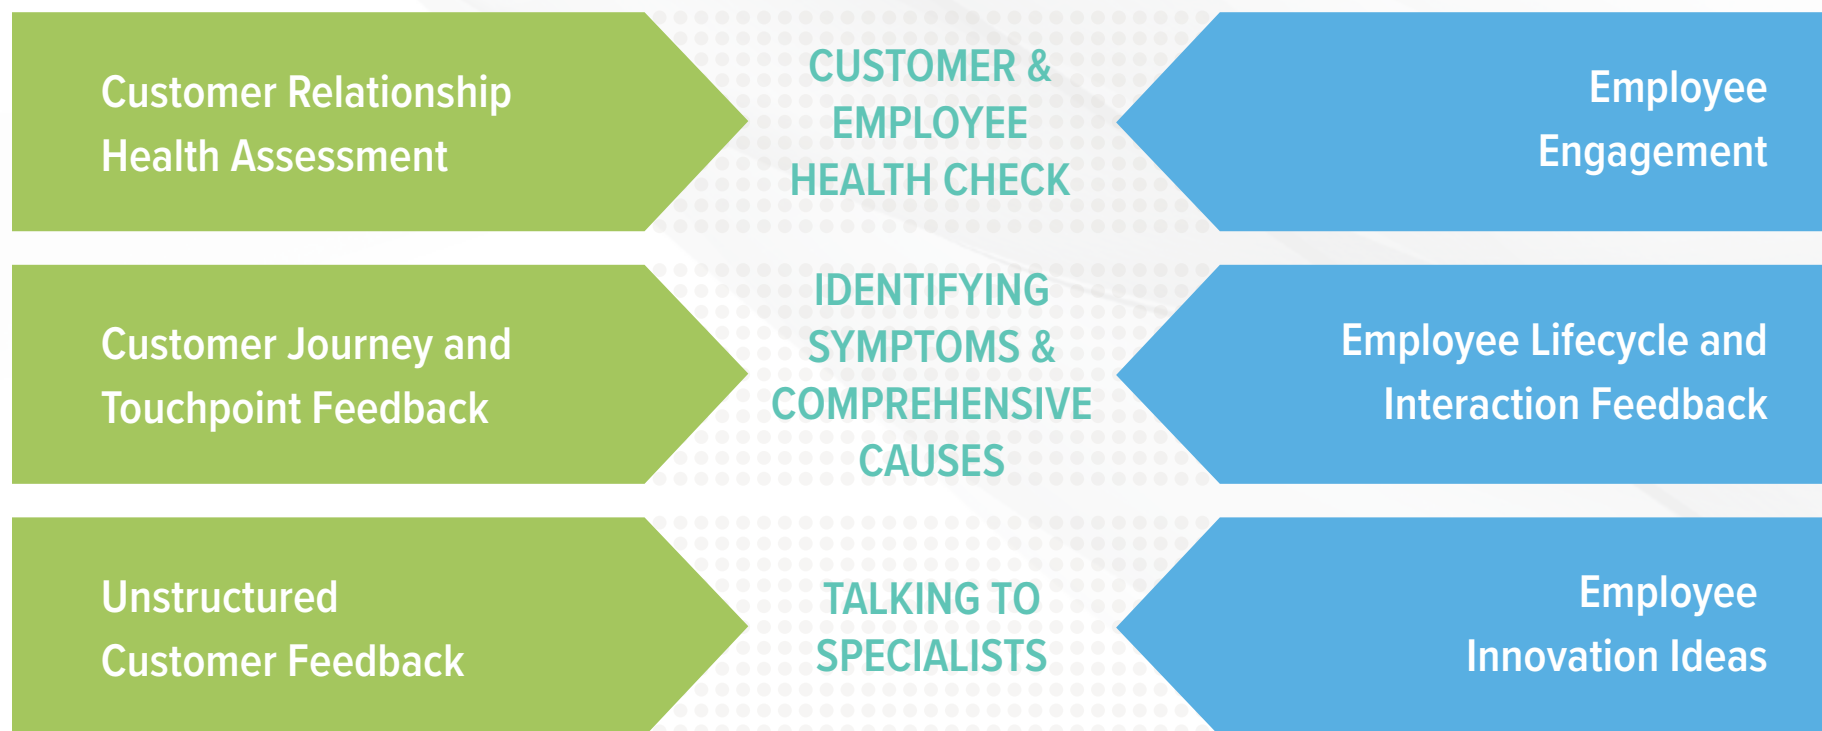 Customer Relationship
Health Assessment
CUSTOMER &
EMPLOYEE
HEALTH CHECK
Employee
Engagement
Customer Journey and
Touchpoint Feedback
IDENTIFYING
SYMPTOMS &
COMPREHENSIVE
CAUSES
Employee Lifecycle and
Interaction Feedback
Unstructured
Customer Feedback
TALKING TO
SPECIALISTS
Employee
Innovation Ideas